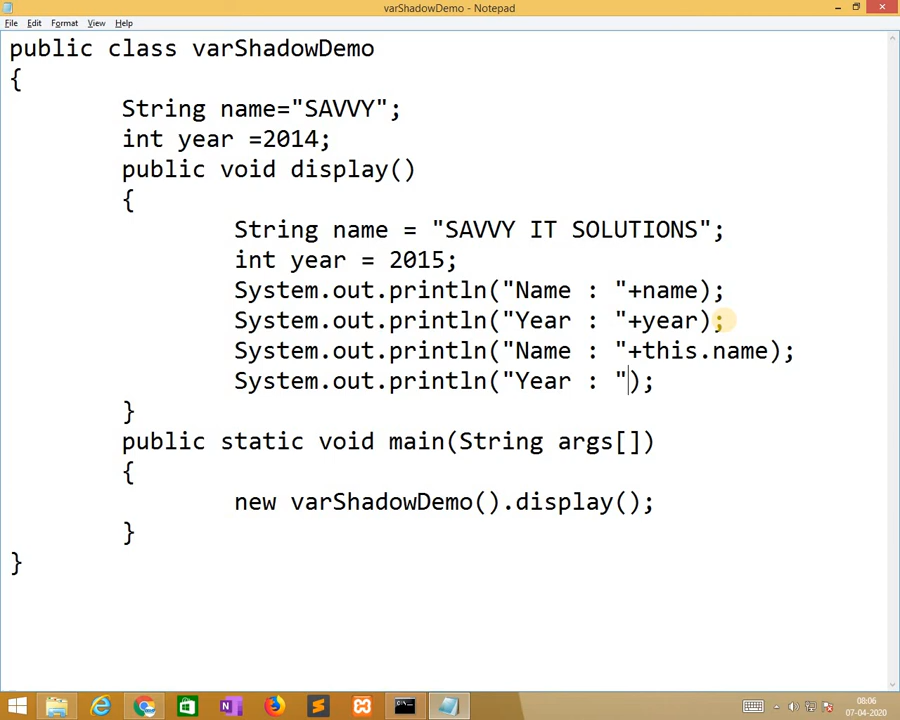 varShadowDemo - Notepad
File Edit Format View Help
public class varShadowDemo
{
String name="SAVVY";
int year =2014;
public void display()
{
String name = "SAVVY IT SOLUTIONS";
int year = 2015;
System.out.println("Name : "+name);
System.out.println("Year : "+year);
System.out.println("Name : "+this.name);
System.out.println("Year : ");
}
public static void main(String args[])
{
new varShadowDemo().display();
}
}
08:06
07-04-2020